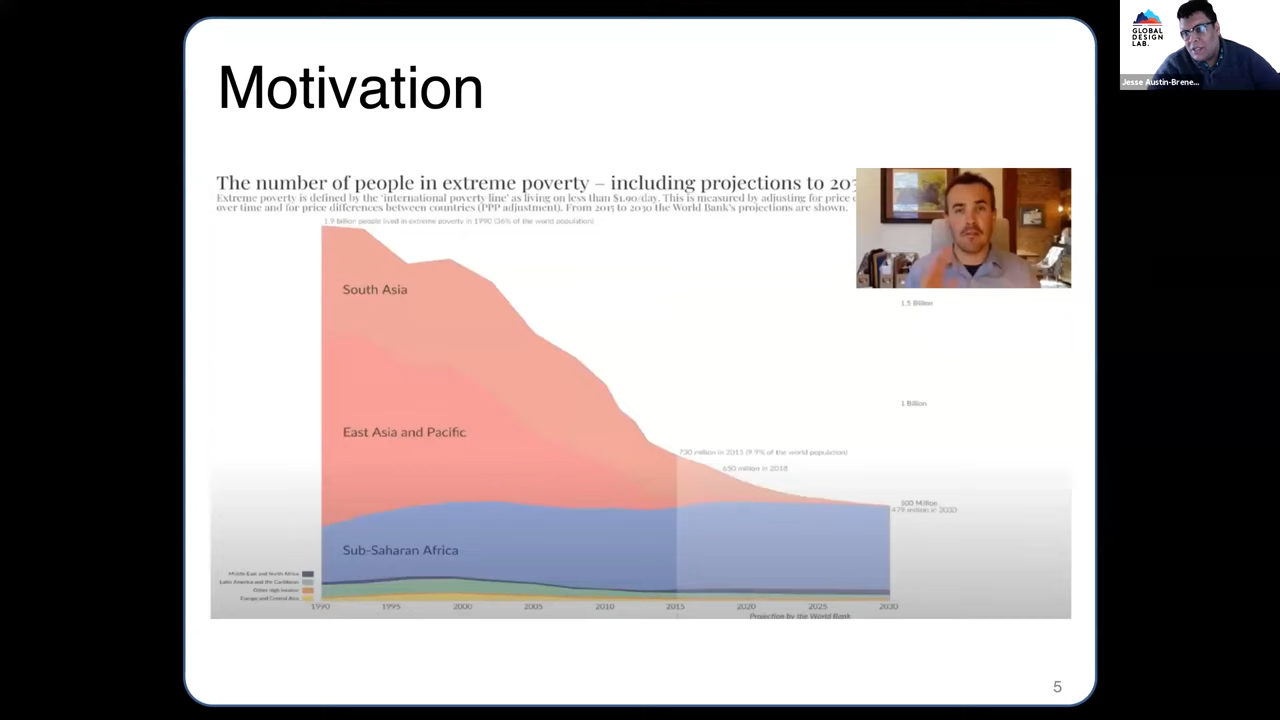 Motivation
The number of people in extreme poverty – including projections to 203
Extreme poverty is defined by the 'international poverty line' as living on less than $1.90/day. This is measured by adjusting for price
over time and for price differences between countries (PPP adjustment). From 2015 to 2030 the World Bank's projections are shown.
1.9 Billion people lived in extreme poverty in 1990 (36% of the world population)
South Asia
East Asia and Pacific
Sub-Saharan Africa
1.5 Billion
1 Billion
730 million in 2015 (9.9% of the world population)
650 million in 2018
500 Million
479 million in 2030
Middle East and North Africa
Latin America and the Caribbean
Other high income
Europe and Central Asia
1990 1995 2000 2005 2010 2015 2020 2025 2030
Projection by the World Bank
5
GLOBAL
DESIGN
LAB.
Jesse Austin-Brene...